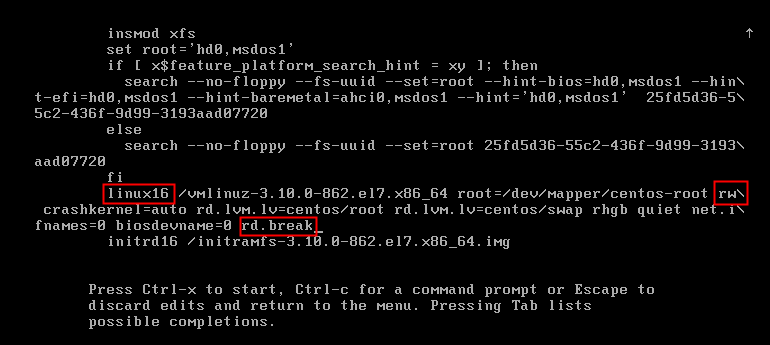 insmod xfs
set root='hd0,msdos1'
if [ x$feature_platform_search_hint = xy ]; then
search --no-floppy --fs-uuid --set=root --hint-bios=hd0,msdos1 --hin\
t-efi=hd0,msdos1 --hint-baremetal=ahci0,msdos1 --hint='hd0,msdos1'  25fd5d36-5\
5c2-436f-9d99-3193aad07720
else
search --no-floppy --fs-uuid --set=root 25fd5d36-55c2-436f-9d99-3193\
aad07720
fi
linux16 /vmlinuz-3.10.0-862.el7.x86_64 root=/dev/mapper/centos-root rw\
crashkernel=auto rd.lvm.lv=centos/root rd.lvm.lv=centos/swap rhgb quiet net.i\
fnames=0 biosdevname=0 rd.break_
initrd16 /initramfs-3.10.0-862.el7.x86_64.img
Press Ctrl-x to start, Ctrl-c for a command prompt or Escape to
discard edits and return to the menu. Pressing Tab lists
possible completions.